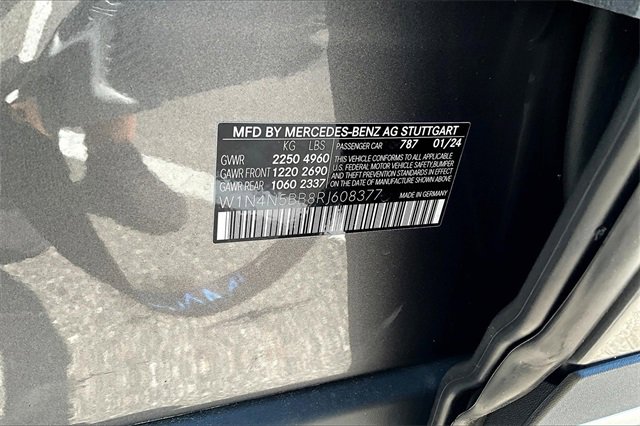 MFD BY MERCEDES-BENZ AG STUTTGART
KG LBS PASSENGER CAR 787 01/24
GVWR 2250 4960
GAWR FRONT 1220 2690
GAWR REAR 1060 2337
THIS VEHICLE CONFORMS TO ALL APPLICABLE
U.S. FEDERAL MOTOR VEHICLE SAFETY,BUMPER
AND THEFT PREVENTION STANDARDS IN EFFECT
ON THE DATE OF MANUFACTURE SHOWN ABOVE.
W1N4N5BB8RJ608377
MADE IN GERMANY